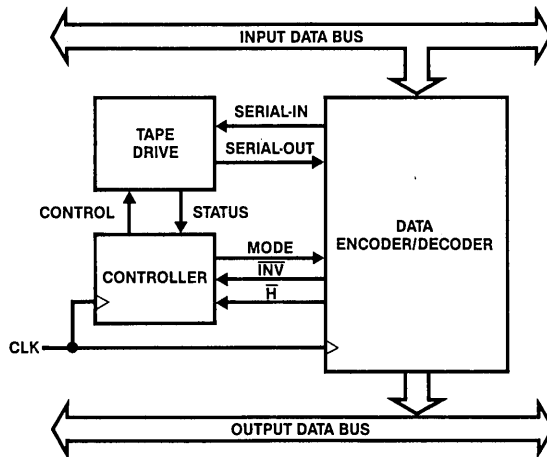 INPUT DATA BUS
SERIAL-IN
TAPE
DRIVE
SERIAL-OUT
CONTROL
STATUS
DATA
ENCODER/DECODER
MODE
CONTROLLER
I̅N̅V̅
H̅
CLK
OUTPUT DATA BUS